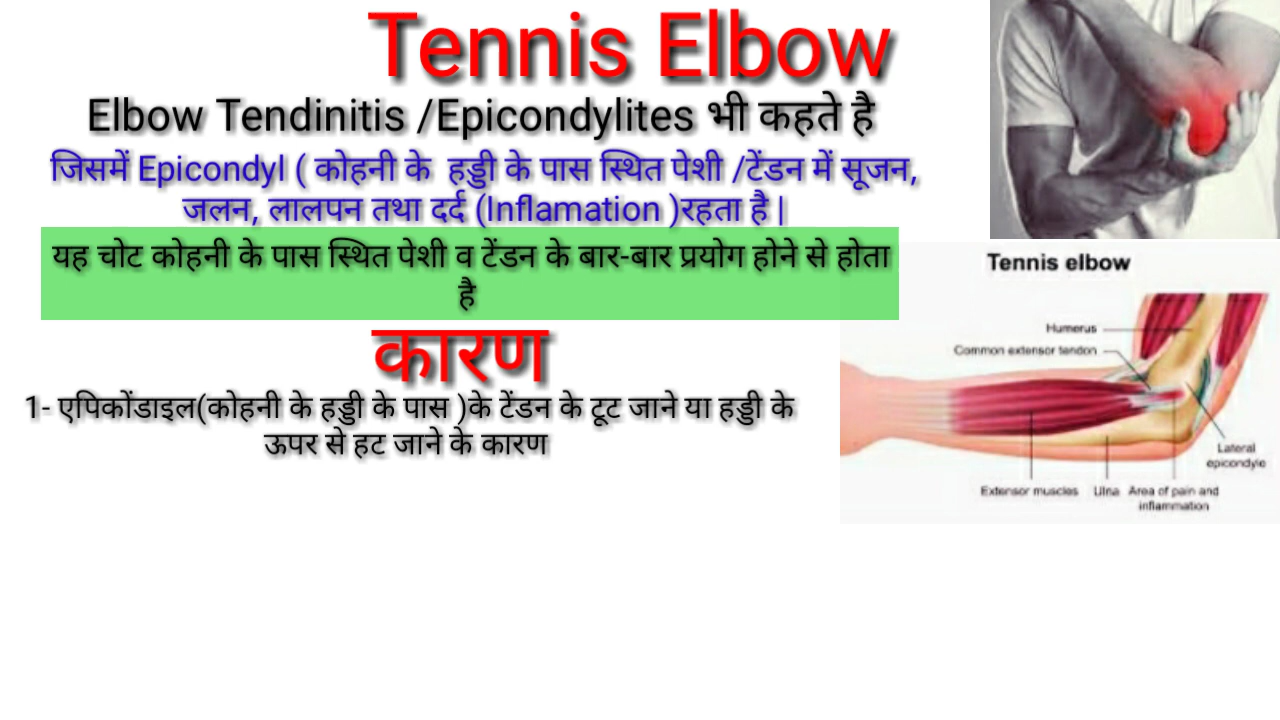 Tennis Elbow
Elbow Tendinitis /Epicondylites भी कहते है
जिसमें Epicondyl ( कोहनी के हड्डी के पास स्थित पेशी /टेंडन में सूजन,
जलन, लालपन तथा दर्द (Inflamation )रहता है |
यह चोट कोहनी के पास स्थित पेशी व टेंडन के बार-बार प्रयोग होने से होता
है
कारण
1- एपिकोंडाइल(कोहनी के हड्डी के पास )के टेंडन के टूट जाने या हड्डी के
ऊपर से हट जाने के कारण
Tennis elbow
Humerus
Common extensor tendon
Lateral
epicondyle
Extensor muscles
Ulna
Area of pain and
inflammation